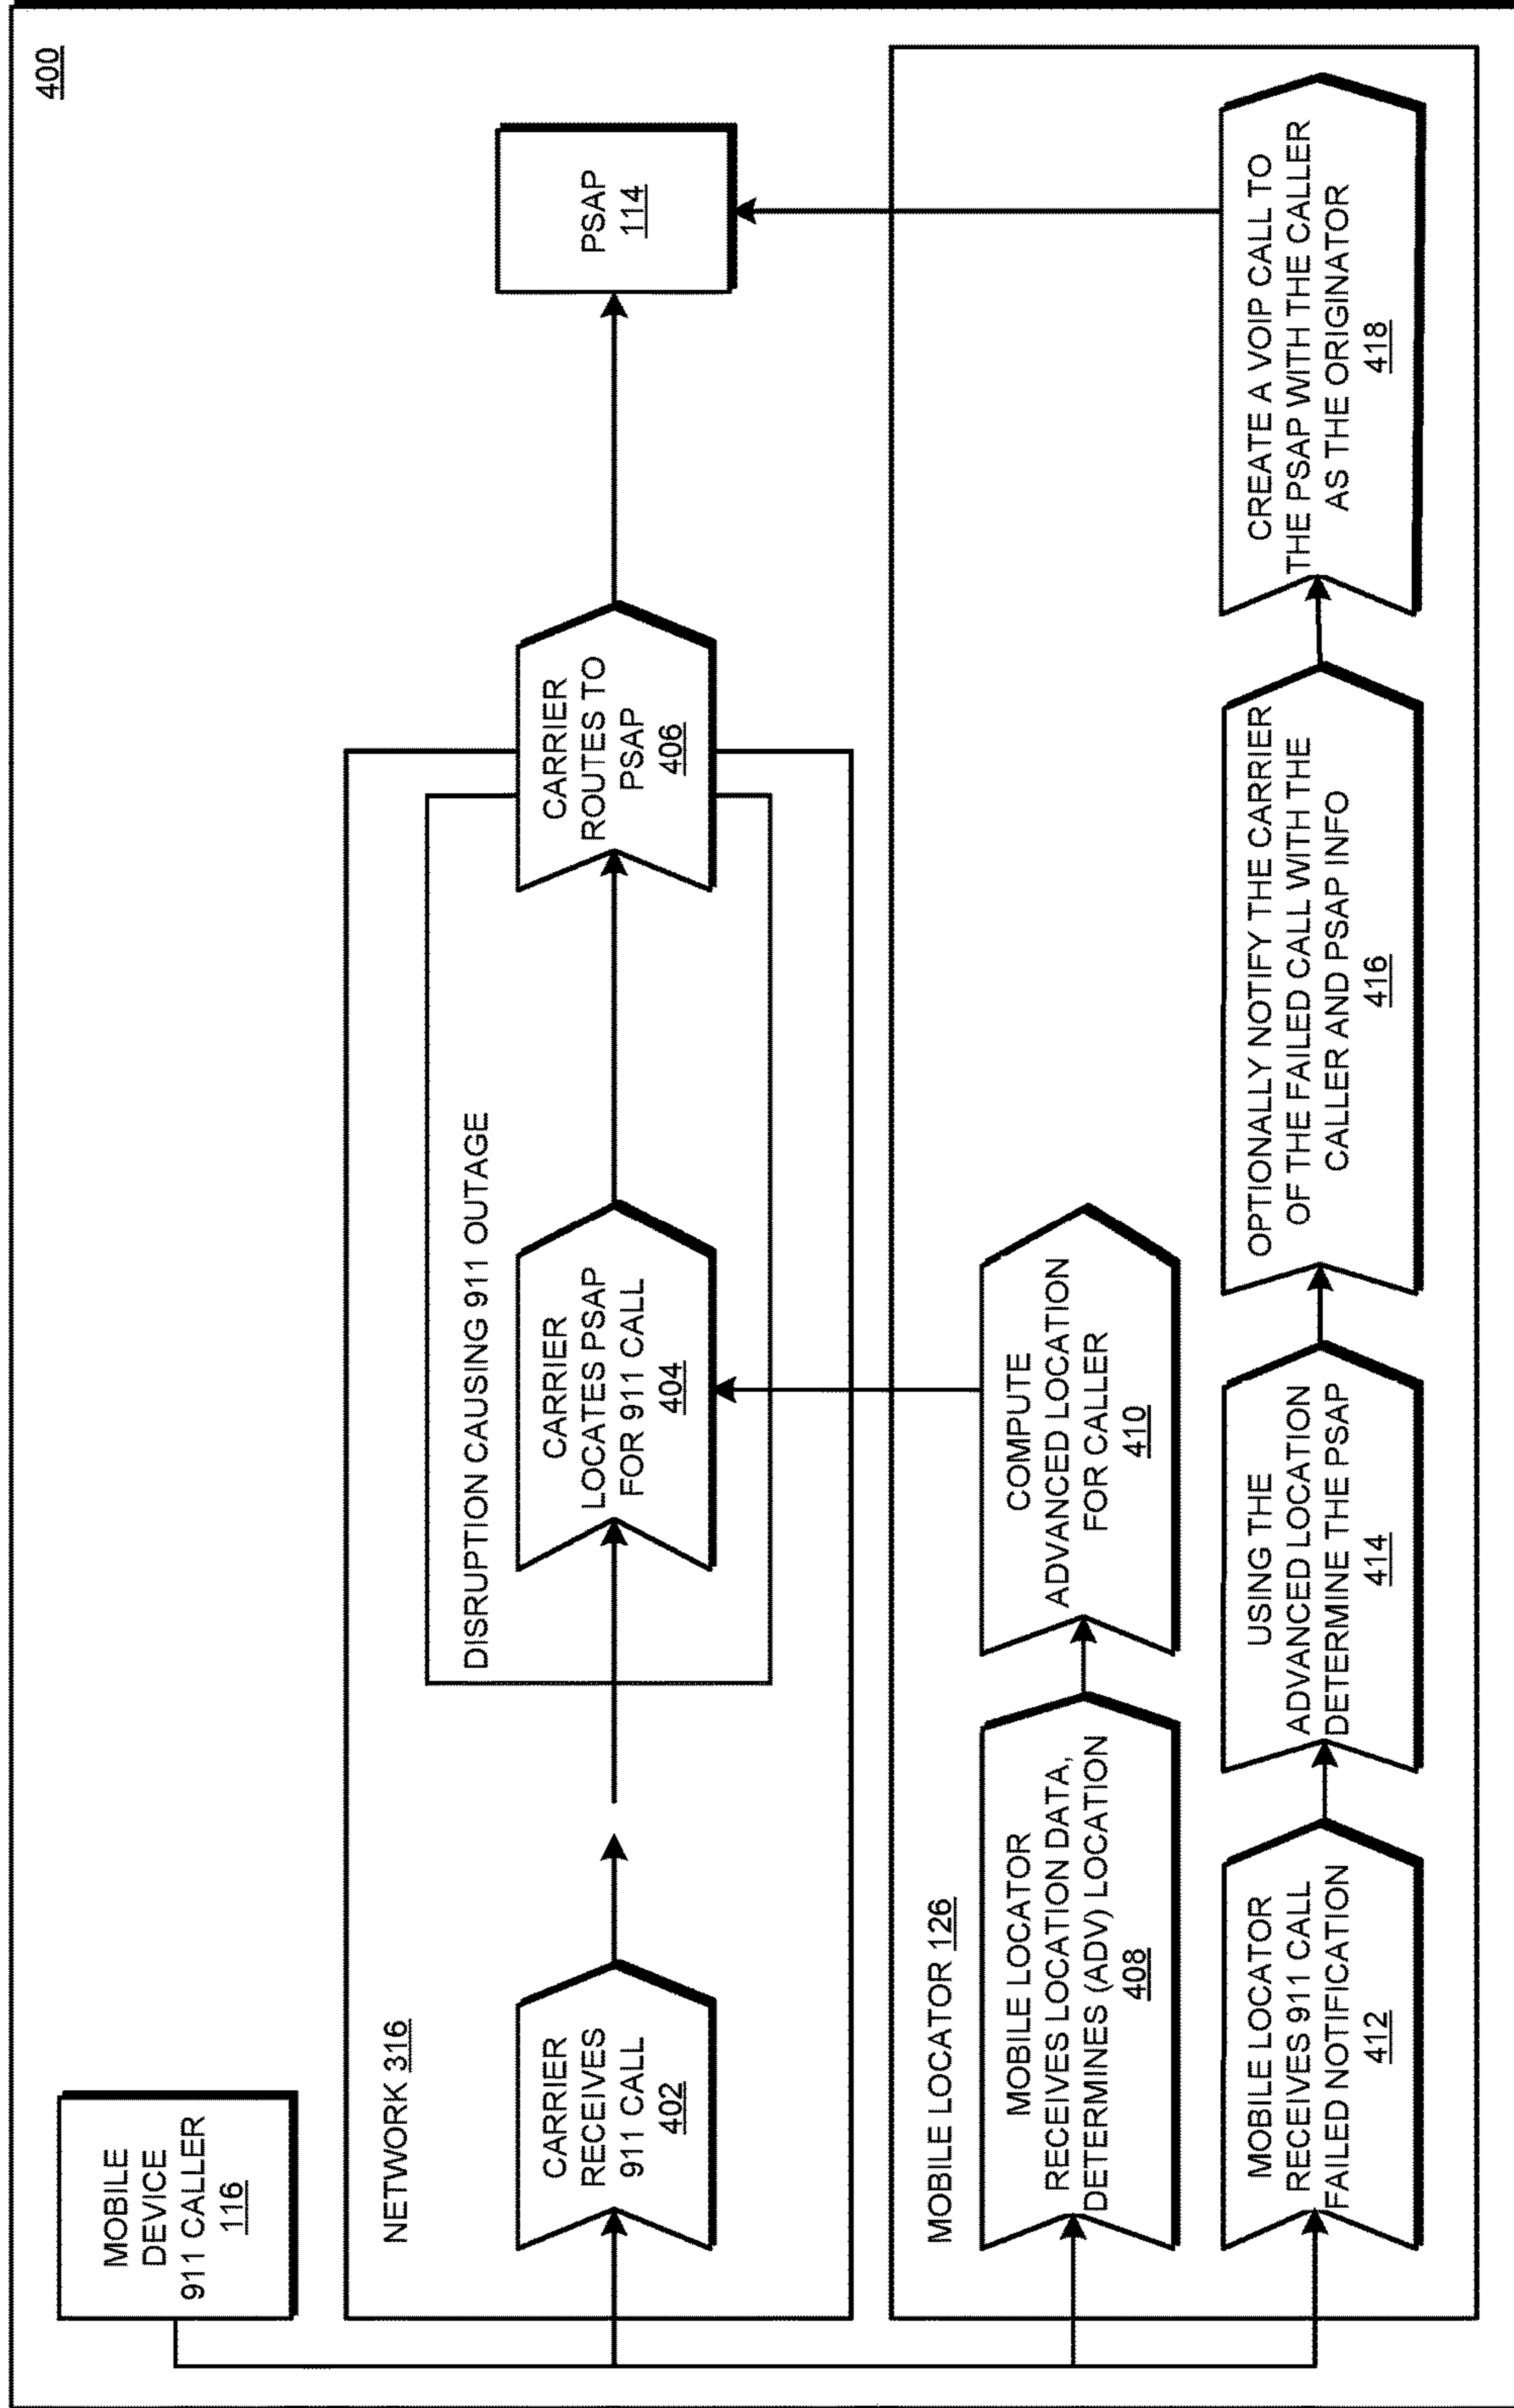 400
MOBILE
DEVICE
911 CALLER
116
NETWORK 316
CARRIER
RECEIVES
911 CALL
402
DISRUPTION CAUSING 911 OUTAGE
CARRIER
LOCATES PSAP
FOR 911 CALL
404
CARRIER
ROUTES TO
PSAP
406
PSAP
114
MOBILE LOCATOR 126
MOBILE LOCATOR
RECEIVES LOCATION DATA,
DETERMINES (ADV) LOCATION
408
COMPUTE
ADVANCED LOCATION
FOR CALLER
410
MOBILE LOCATOR
RECEIVES 911 CALL
FAILED NOTIFICATION
412
USING THE
ADVANCED LOCATION
DETERMINE THE PSAP
414
OPTIONALLY NOTIFY THE CARRIER
OF THE FAILED CALL WITH THE
CALLER AND PSAP INFO
416
CREATE A VOIP CALL TO
THE PSAP WITH THE CALLER
AS THE ORIGINATOR
418